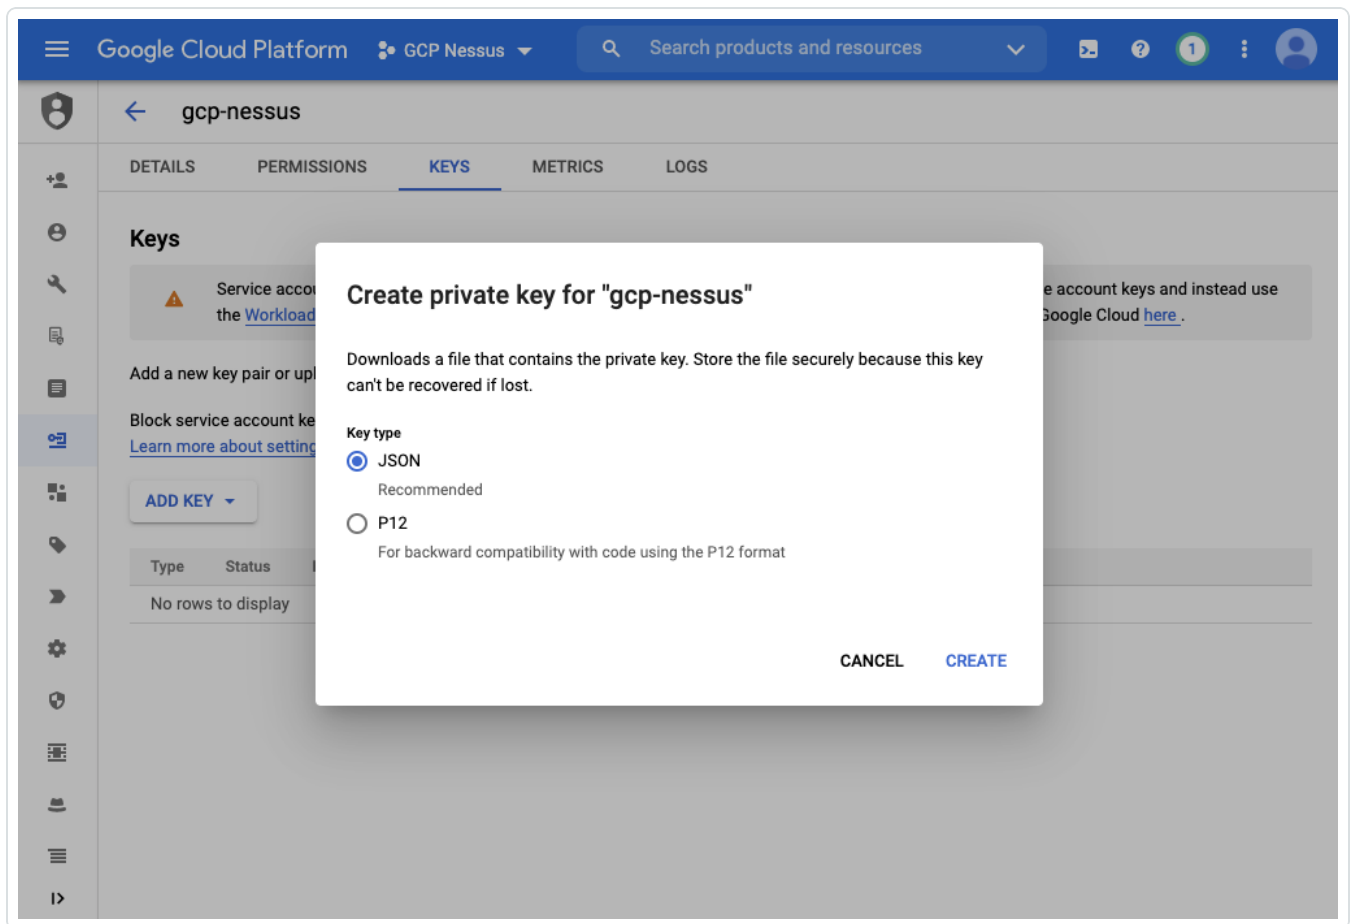 Google Cloud Platform
GCP Nessus
Search products and resources
1
gcp-nessus
DETAILS
PERMISSIONS
KEYS
METRICS
LOGS
Keys
Service
e account keys and instead use
the Workload
Google Cloud here .
Add a new key pair or
Block service account
Learn more about
ADD KEY
Type
Status
No rows to display
Create private key for "gcp-nessus"
Downloads a file that contains the private key. Store the file securely because this key
can't be recovered if lost.
Key type
JSON
Recommended
P12
For backward compatibility with code using the P12 format
CANCEL
CREATE